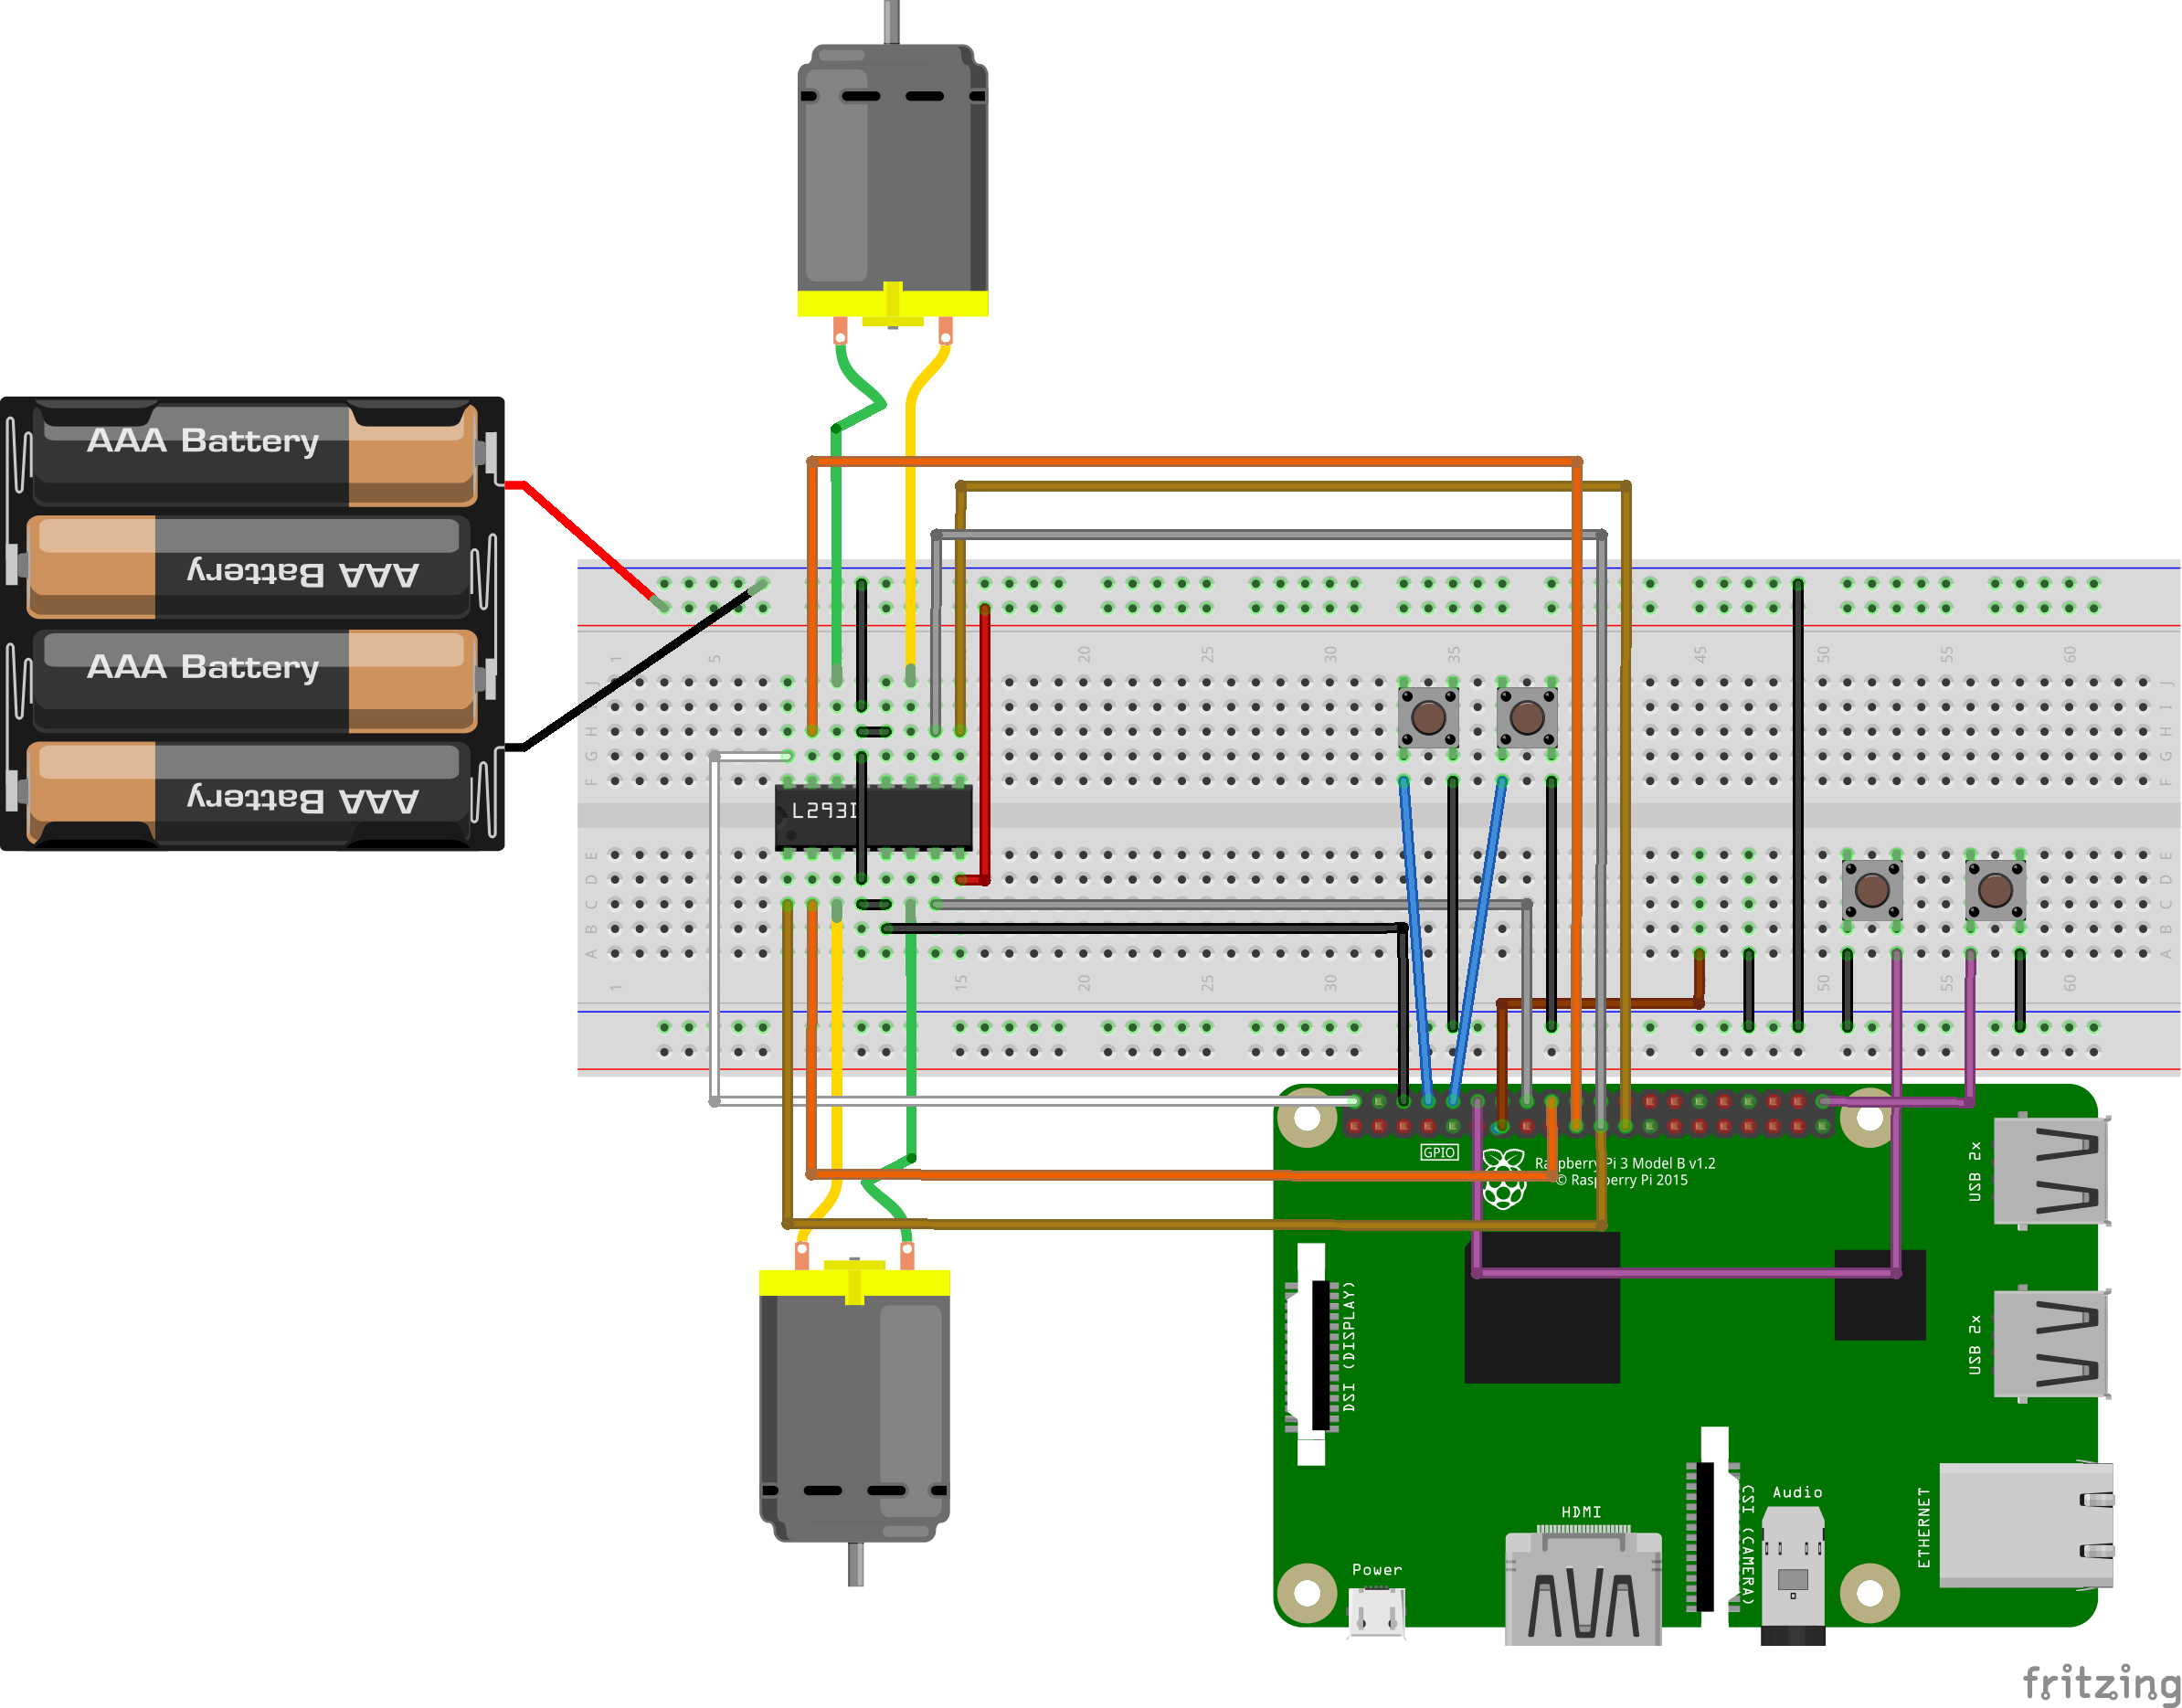 AAA Battery
AAA Battery
AAA Battery
AAA Battery
1 5 20 25 30 35 45 50 55 60
J J
I
H H
G G
F F
L293D
E E
D D
C C
B B
A A
1 15 20 25 30 50 55 60
GPIO
Raspberry Pi 3 Model B v1.2
© Raspberry Pi 2015
USB 2x
USB 2x
DSI (DISPLAY)
CSI (CAMERA)
Audio
HDMI
ETHERNET
Power
fritzing